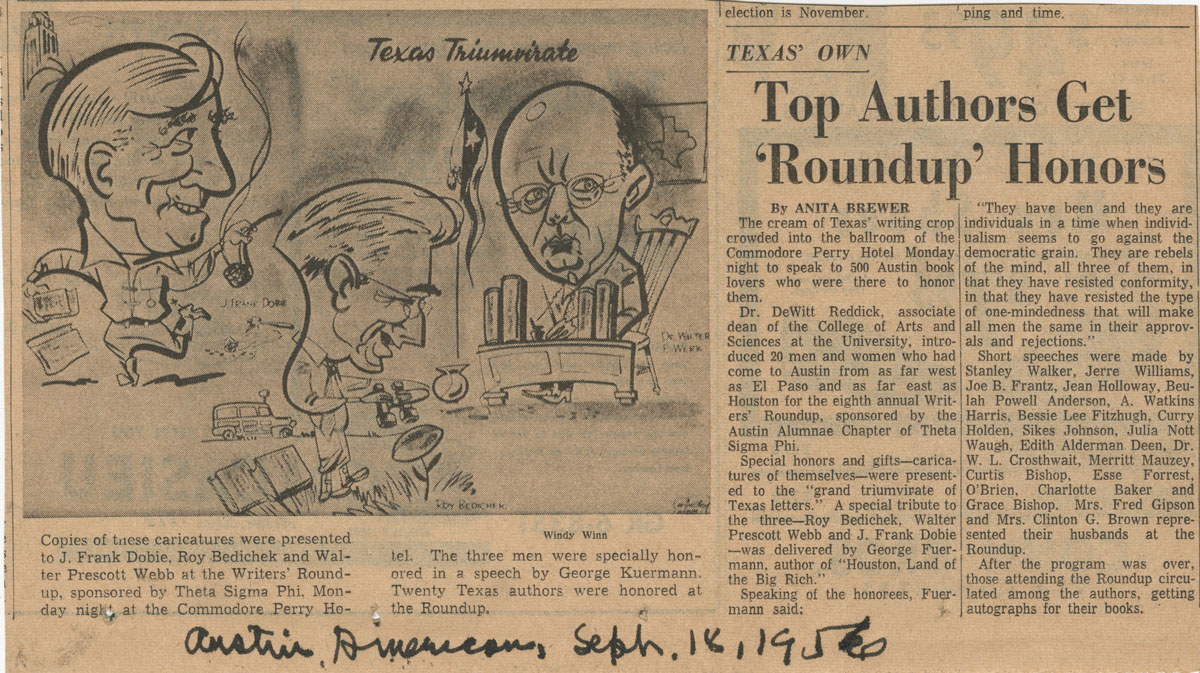 election is November.
ping and time.
Texas Triumvirate
J. FRANK DOBIE
DR. WALTER
P. WEBB
ROY BEDICHEK
Windy Winn
Copies of these caricatures were presented
to J. Frank Dobie, Roy Bedichek and Wal-
ter Prescott Webb at the Writers' Round-
up, sponsored by Theta Sigma Phi, Mon-
day night at the Commodore Perry Ho-
tel. The three men were specially hon-
ored in a speech by George Kuermann.
Twenty Texas authors were honored at
the Roundup.
TEXAS' OWN
Top Authors Get
'Roundup' Honors
By ANITA BREWER
The cream of Texas' writing crop
crowded into the ballroom of the
Commodore Perry Hotel Monday
night to speak to 500 Austin book
lovers who were there to honor
them.
Dr. DeWitt Reddick, associate
dean of the College of Arts and
Sciences at the University, intro-
duced 20 men and women who had
come to Austin from as far west
as El Paso and as far east as
Houston for the eighth annual Writ-
ers' Roundup, sponsored by the
Austin Alumnae Chapter of Theta
Sigma Phi.
Special honors and gifts—carica-
tures of themselves—were present-
ed to the "grand triumvirate of
Texas letters." A special tribute to
the three—Roy Bedichek, Walter
Prescott Webb and J. Frank Dobie
—was delivered by George Fuer-
mann, author of "Houston, Land of
the Big Rich."
Speaking of the honorees, Fuer-
mann said:
"They have been and they are
individuals in a time when individ-
ualism seems to go against the
democratic grain. They are rebels
of the mind, all three of them, in
that they have resisted conformity,
in that they have resisted the type
of one-mindedness that will make
all men the same in their approv-
als and rejections."
Short speeches were made by
Stanley Walker, Jerre Williams,
Joe B. Frantz, Jean Holloway, Beu-
lah Powell Anderson, A. Watkins
Harris, Bessie Lee Fitzhugh, Curry
Holden, Sikes Johnson, Julia Nott
Waugh, Edith Alderman Deen, Dr.
W. L. Crosthwait, Merritt Mauzey,
Curtis Bishop, Esse Forrest,
O'Brien, Charlotte Baker and
Grace Bishop. Mrs. Fred Gipson
and Mrs. Clinton G. Brown repre-
sented their husbands at the
Roundup.
After the program was over,
those attending the Roundup circu-
lated among the authors, getting
autographs for their books.
Austin, American, Sept. 18, 1956